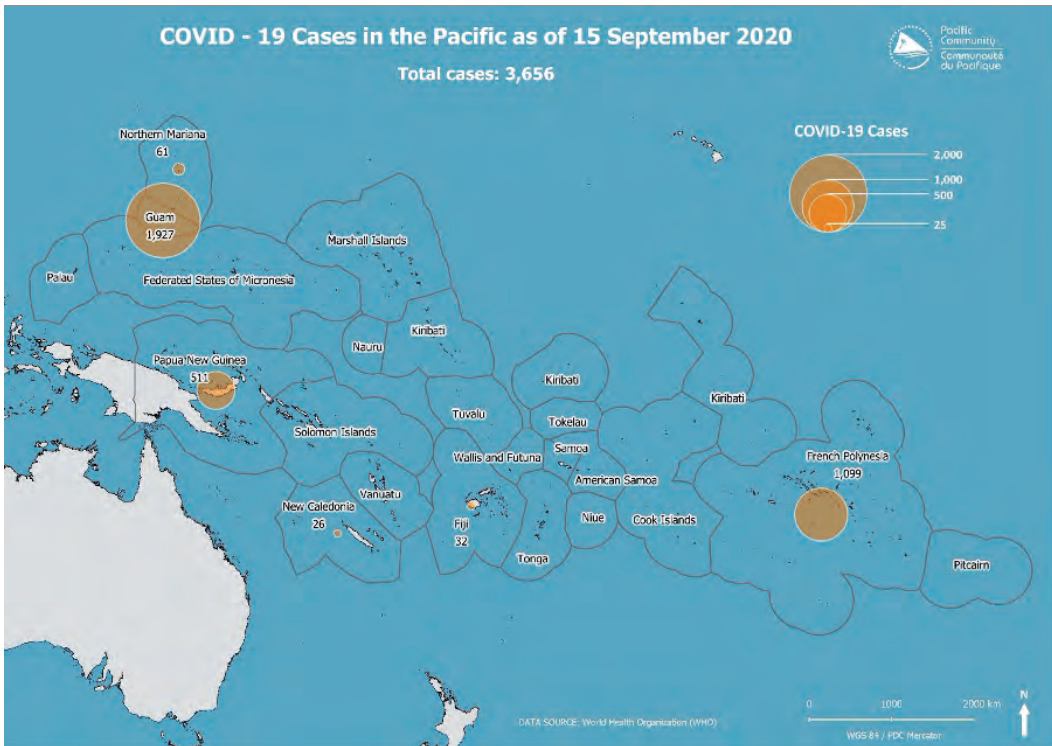 COVID - 19 Cases in the Pacific as of 15 September 2020
Total cases: 3,656
Pacific
Community
Communauté
du Pacifique
COVID-19 Cases
2,000
1,000
500
25
Northern Mariana
61
Guam
1,927
Palau
Federated States of Micronesia
Marshall Islands
Nauru
Kiribati
Papua New Guinea
511
Kiribati
Kiribati
Tuvalu
Tokelau
Solomon Islands
Wallis and Futuna
Samoa
American Samoa
French Polynesia
1,099
Vanuatu
New Caledonia
26
Fiji
32
Niue
Cook Islands
Tonga
Pitcairn
DATA SOURCE: World Health Organization (WHO)
0 1000 2000 km
WGS 84 / PDC Mercator
N